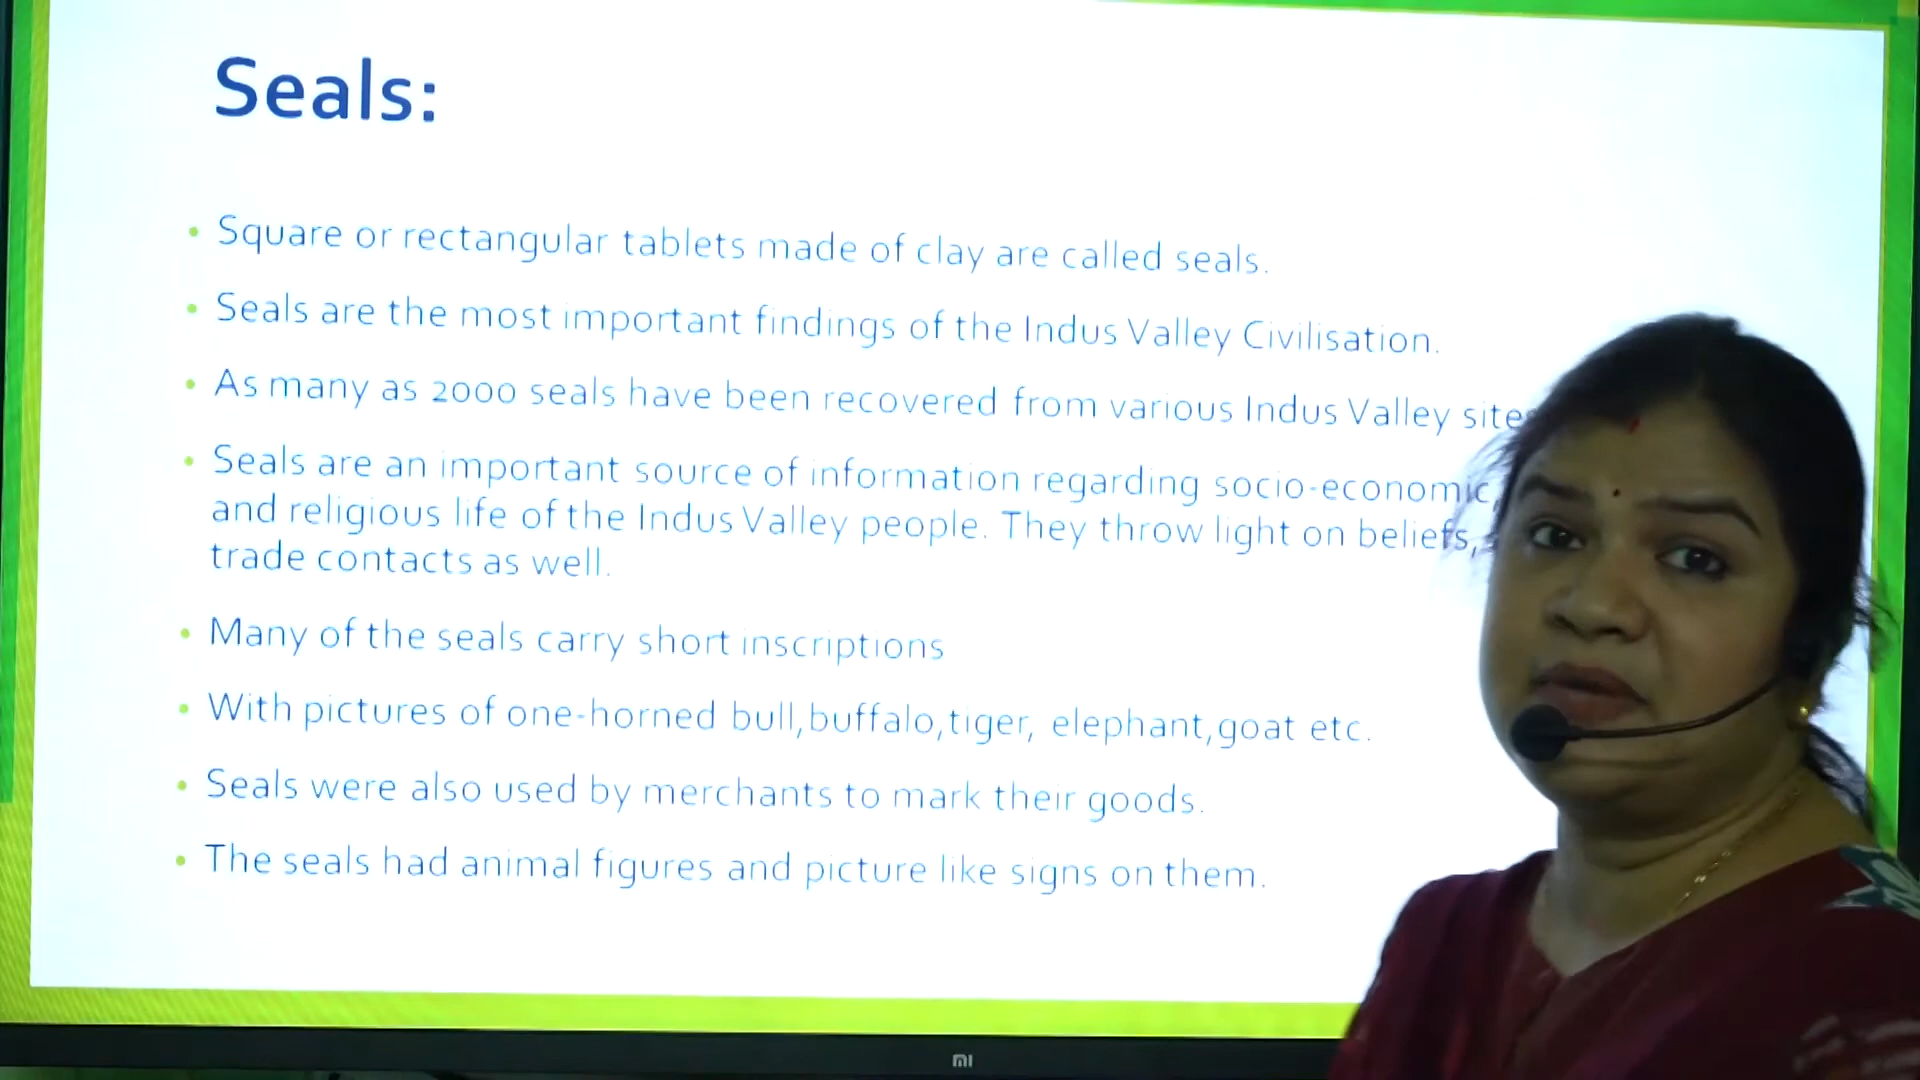 Seals:
• Square or rectangular tablets made of clay are called seals.
• Seals are the most important findings of the Indus Valley Civilisation.
• As many as 2000 seals have been recovered from various Indus Valley
• Seals are an important source of information regarding socio-economic,
and religious life of the Indus Valley people. They throw light on beliefs,
trade contacts as well.
• Many of the seals carry short inscriptions
• With pictures of one-horned bull,buffalo,tiger, elephant,goat etc.
• Seals were also used by merchants to mark their goods.
• The seals had animal figures and picture like signs on them.
mi